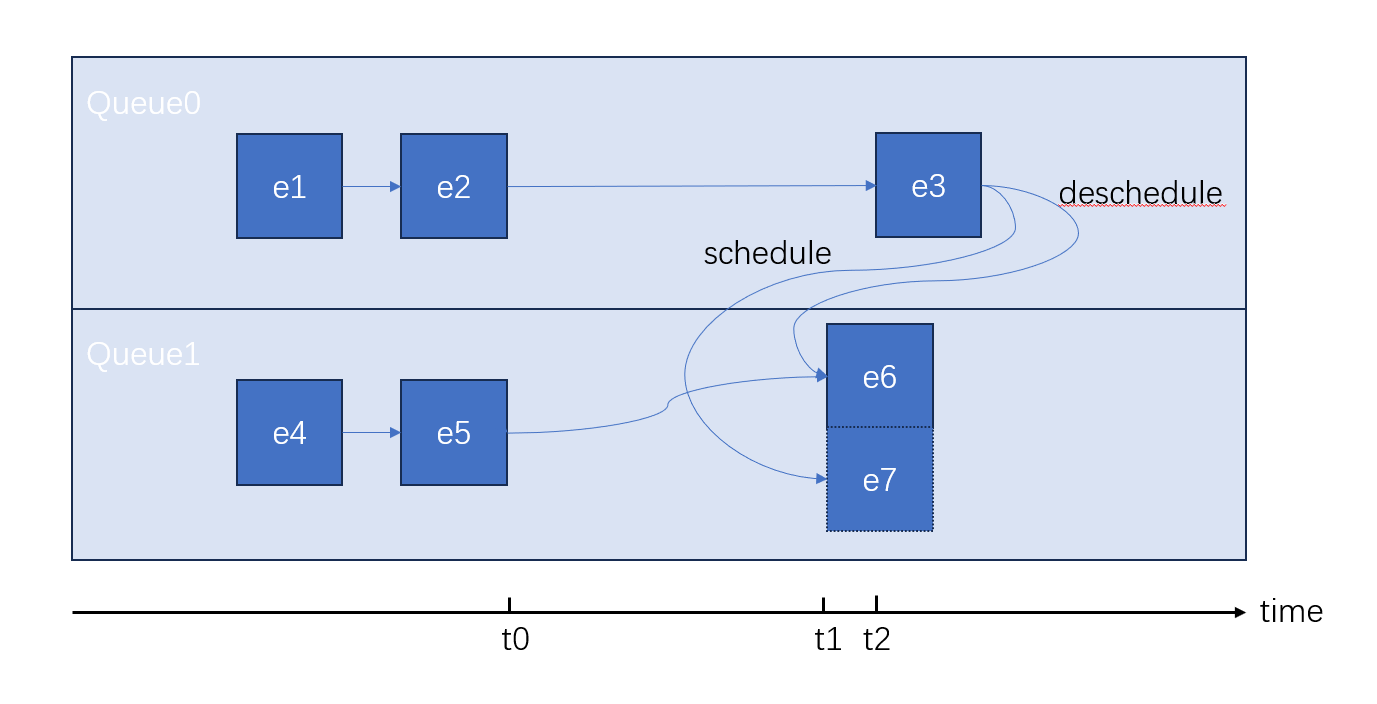 Queue0
e1
e2
e3
deschedule
schedule
Queue1
e6
e4
e5
e7
time
t0
t1
t2